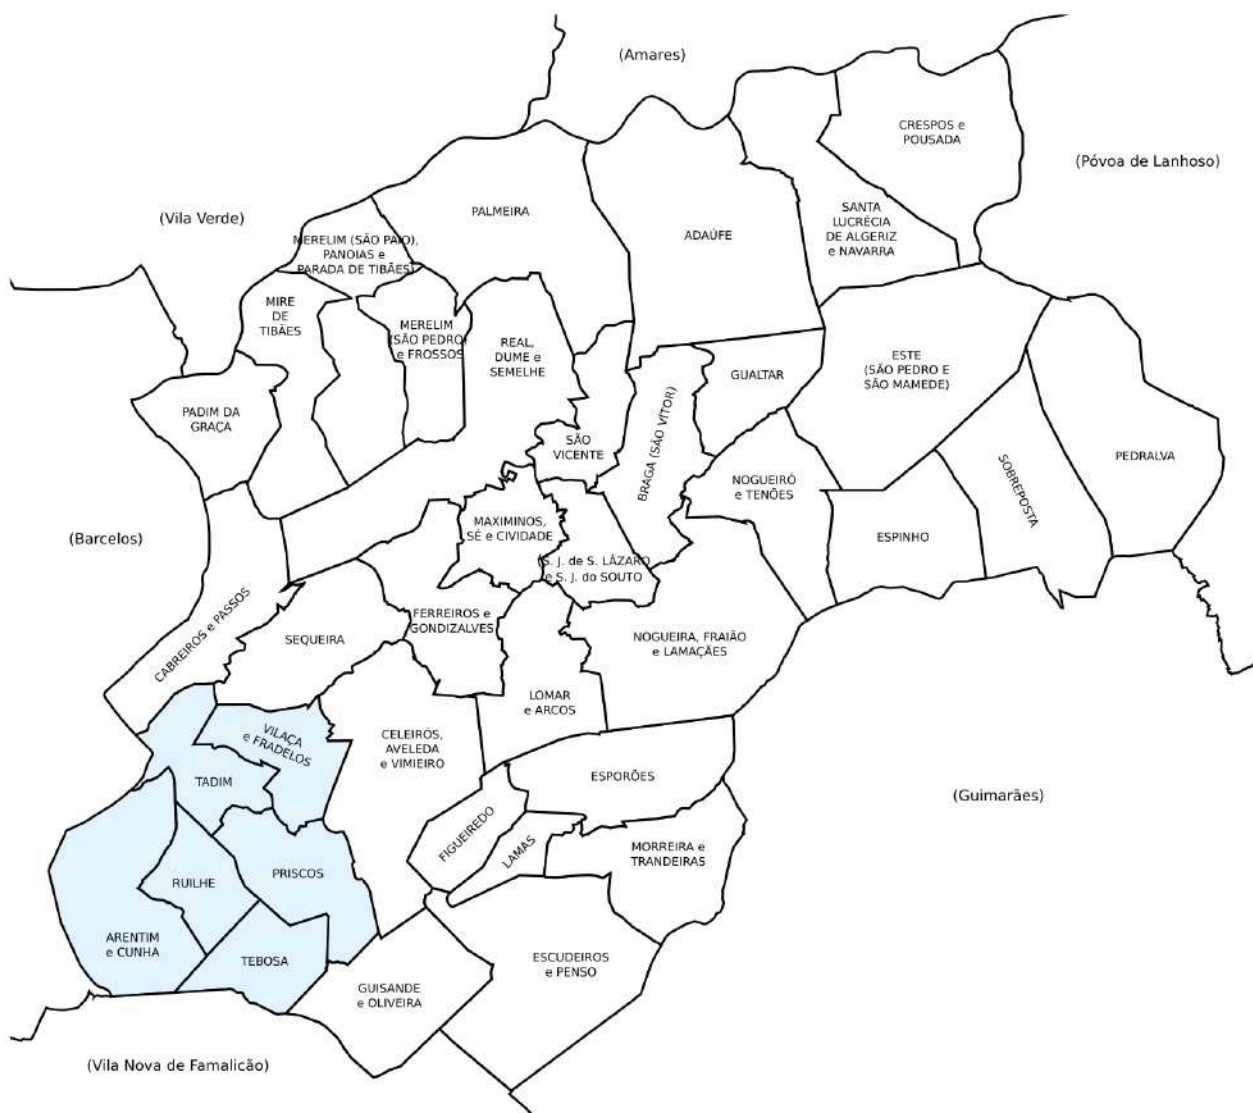 (Amares)
CRESPOS e
POUSADA
(Póvoa de Lanhoso)
(Vila Verde)
PALMEIRA
ADAÚFE
SANTA
LUCRÉCIA
DE ALGERIZ
e NAVARRA
MERELIM (SÃO PAIO),
PANOIAS e
PARADA DE TIBÃES)
MIRE
DE
TIBÃES
MERELIM
(SÃO PEDRO)
e FROSSOS
REAL,
DUME e
SEMELHE
GUALTAR
ESTE
(SÃO PEDRO E
SÃO MAMEDE)
PADIM DA
GRAÇA
SÃO
VICENTE
BRAGA (SÃO VÍTOR)
NOGUEIRÓ
e TENÕES
SOBREPOSTA
PEDRALVA
(Barcelos)
MAXIMINOS,
SÉ e CIVIDADE
ESPINHO
(S. J. de S. LÁZARO
e S. J. do SOUTO
CABREIROS e PASSOS
SEQUEIRA
FERREIROS e
GONDIZALVES
NOGUEIRA, FRAIÃO
e LAMAÇÃES
LOMAR
e ARCOS
VILAÇA
e FRADELOS
CELEIRÓS,
AVELEDA
e VIMIEIRO
TADIM
ESPORÕES
(Guimarães)
FIGUEIREDO
LAMAS
MORREIRA e
TRANDEIRAS
RUILHE
PRISCOS
ARENTIM
e CUNHA
TEBOSA
ESCUDEIROS
e PENSO
GUISANDE
e OLIVEIRA
(Vila Nova de Famalicão)